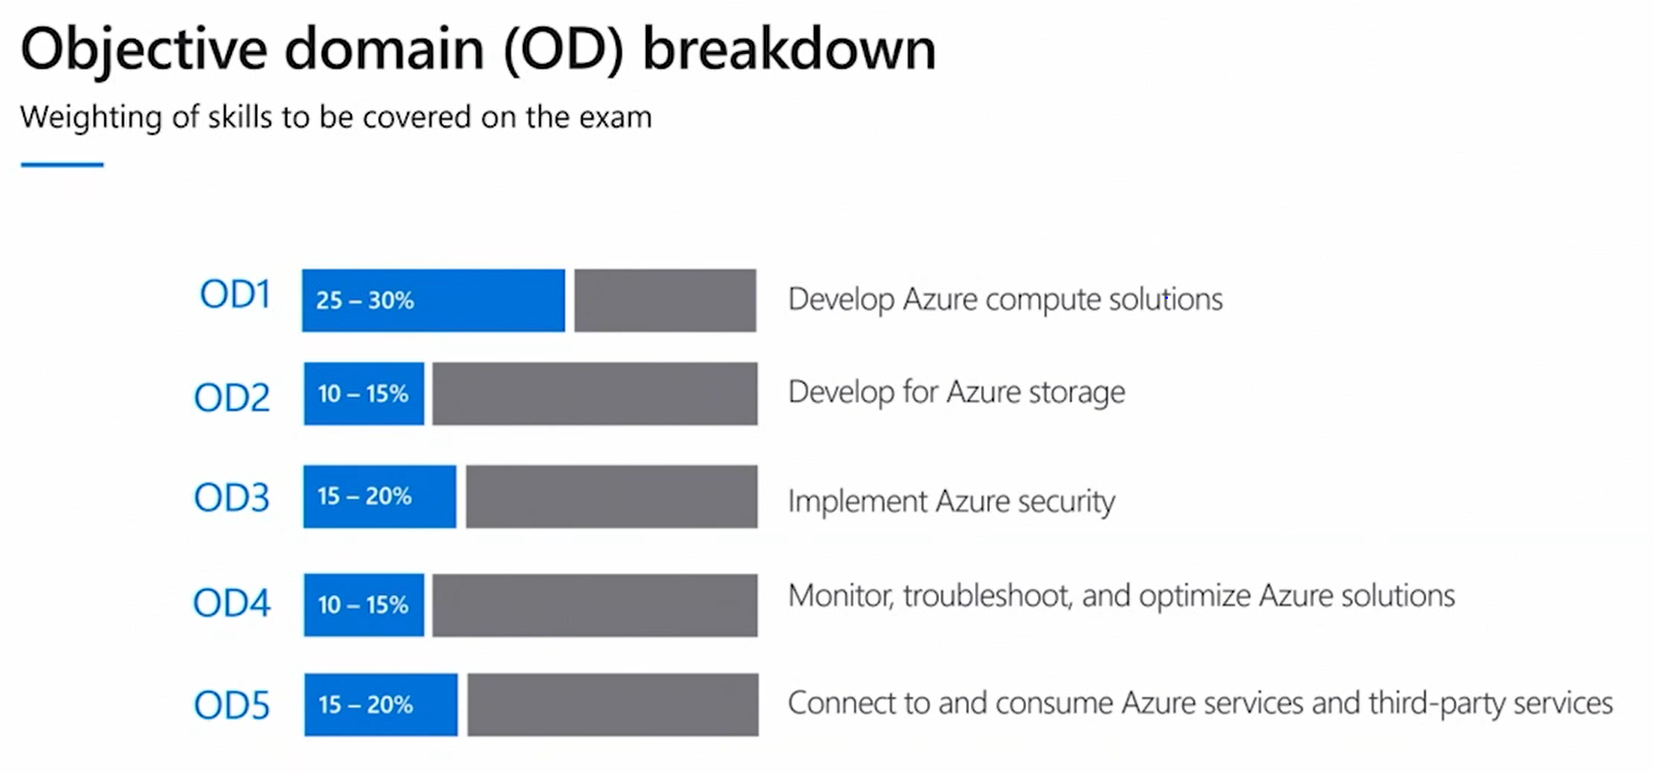 Objective domain (OD) breakdown
Weighting of skills to be covered on the exam
OD1 25 – 30% Develop Azure compute solutions
OD2 10 – 15% Develop for Azure storage
OD3 15 – 20% Implement Azure security
OD4 10 – 15% Monitor, troubleshoot, and optimize Azure solutions
OD5 15 – 20% Connect to and consume Azure services and third-party services